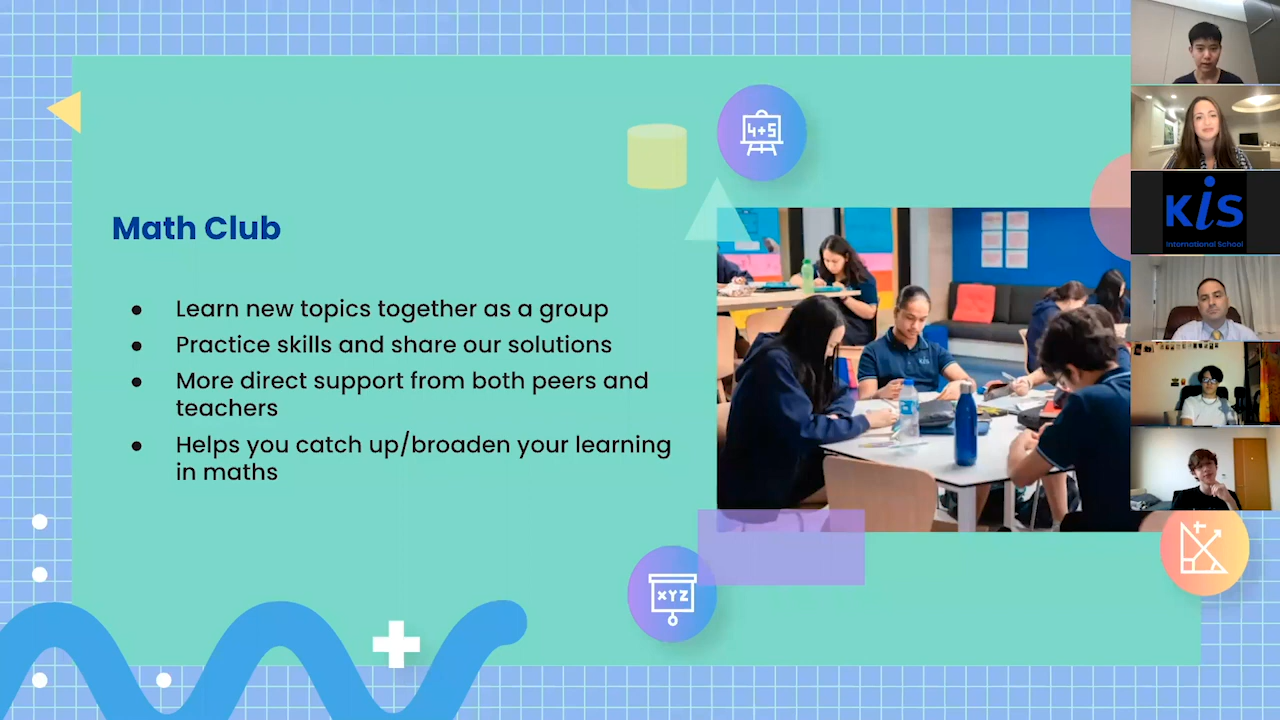 4+5
Math Club
● Learn new topics together as a group
● Practice skills and share our solutions
● More direct support from both peers and
teachers
● Helps you catch up/broaden your learning
in maths
XYZ
KiS
International School
KIS